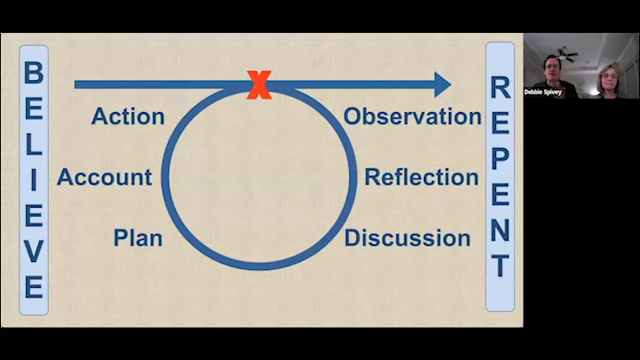 BELIEVE
X
Action
Observation
Account
Reflection
Plan
Discussion
REPENT
Debbie Spivey